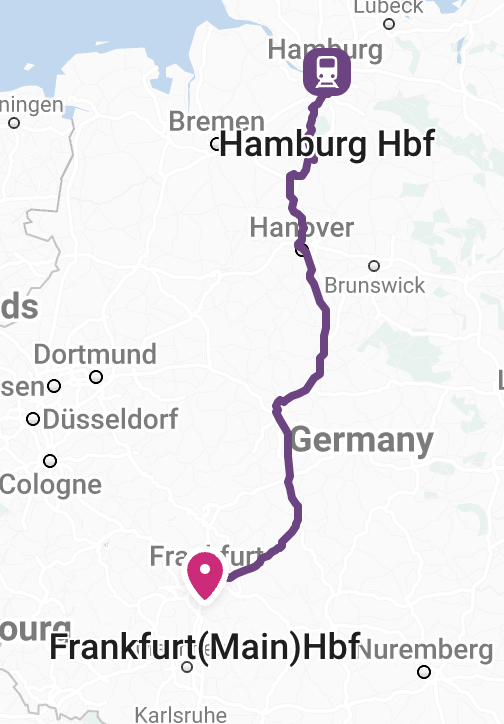 Lübeck
Hamburg
ningen
Bremen
Hamburg Hbf
Hanover
Brunswick
ds
Dortmund
sen
Düsseldorf
Germany
Cologne
Frankfurt
ourg
Frankfurt(Main)Hbf
Nuremberg
Karlsruhe